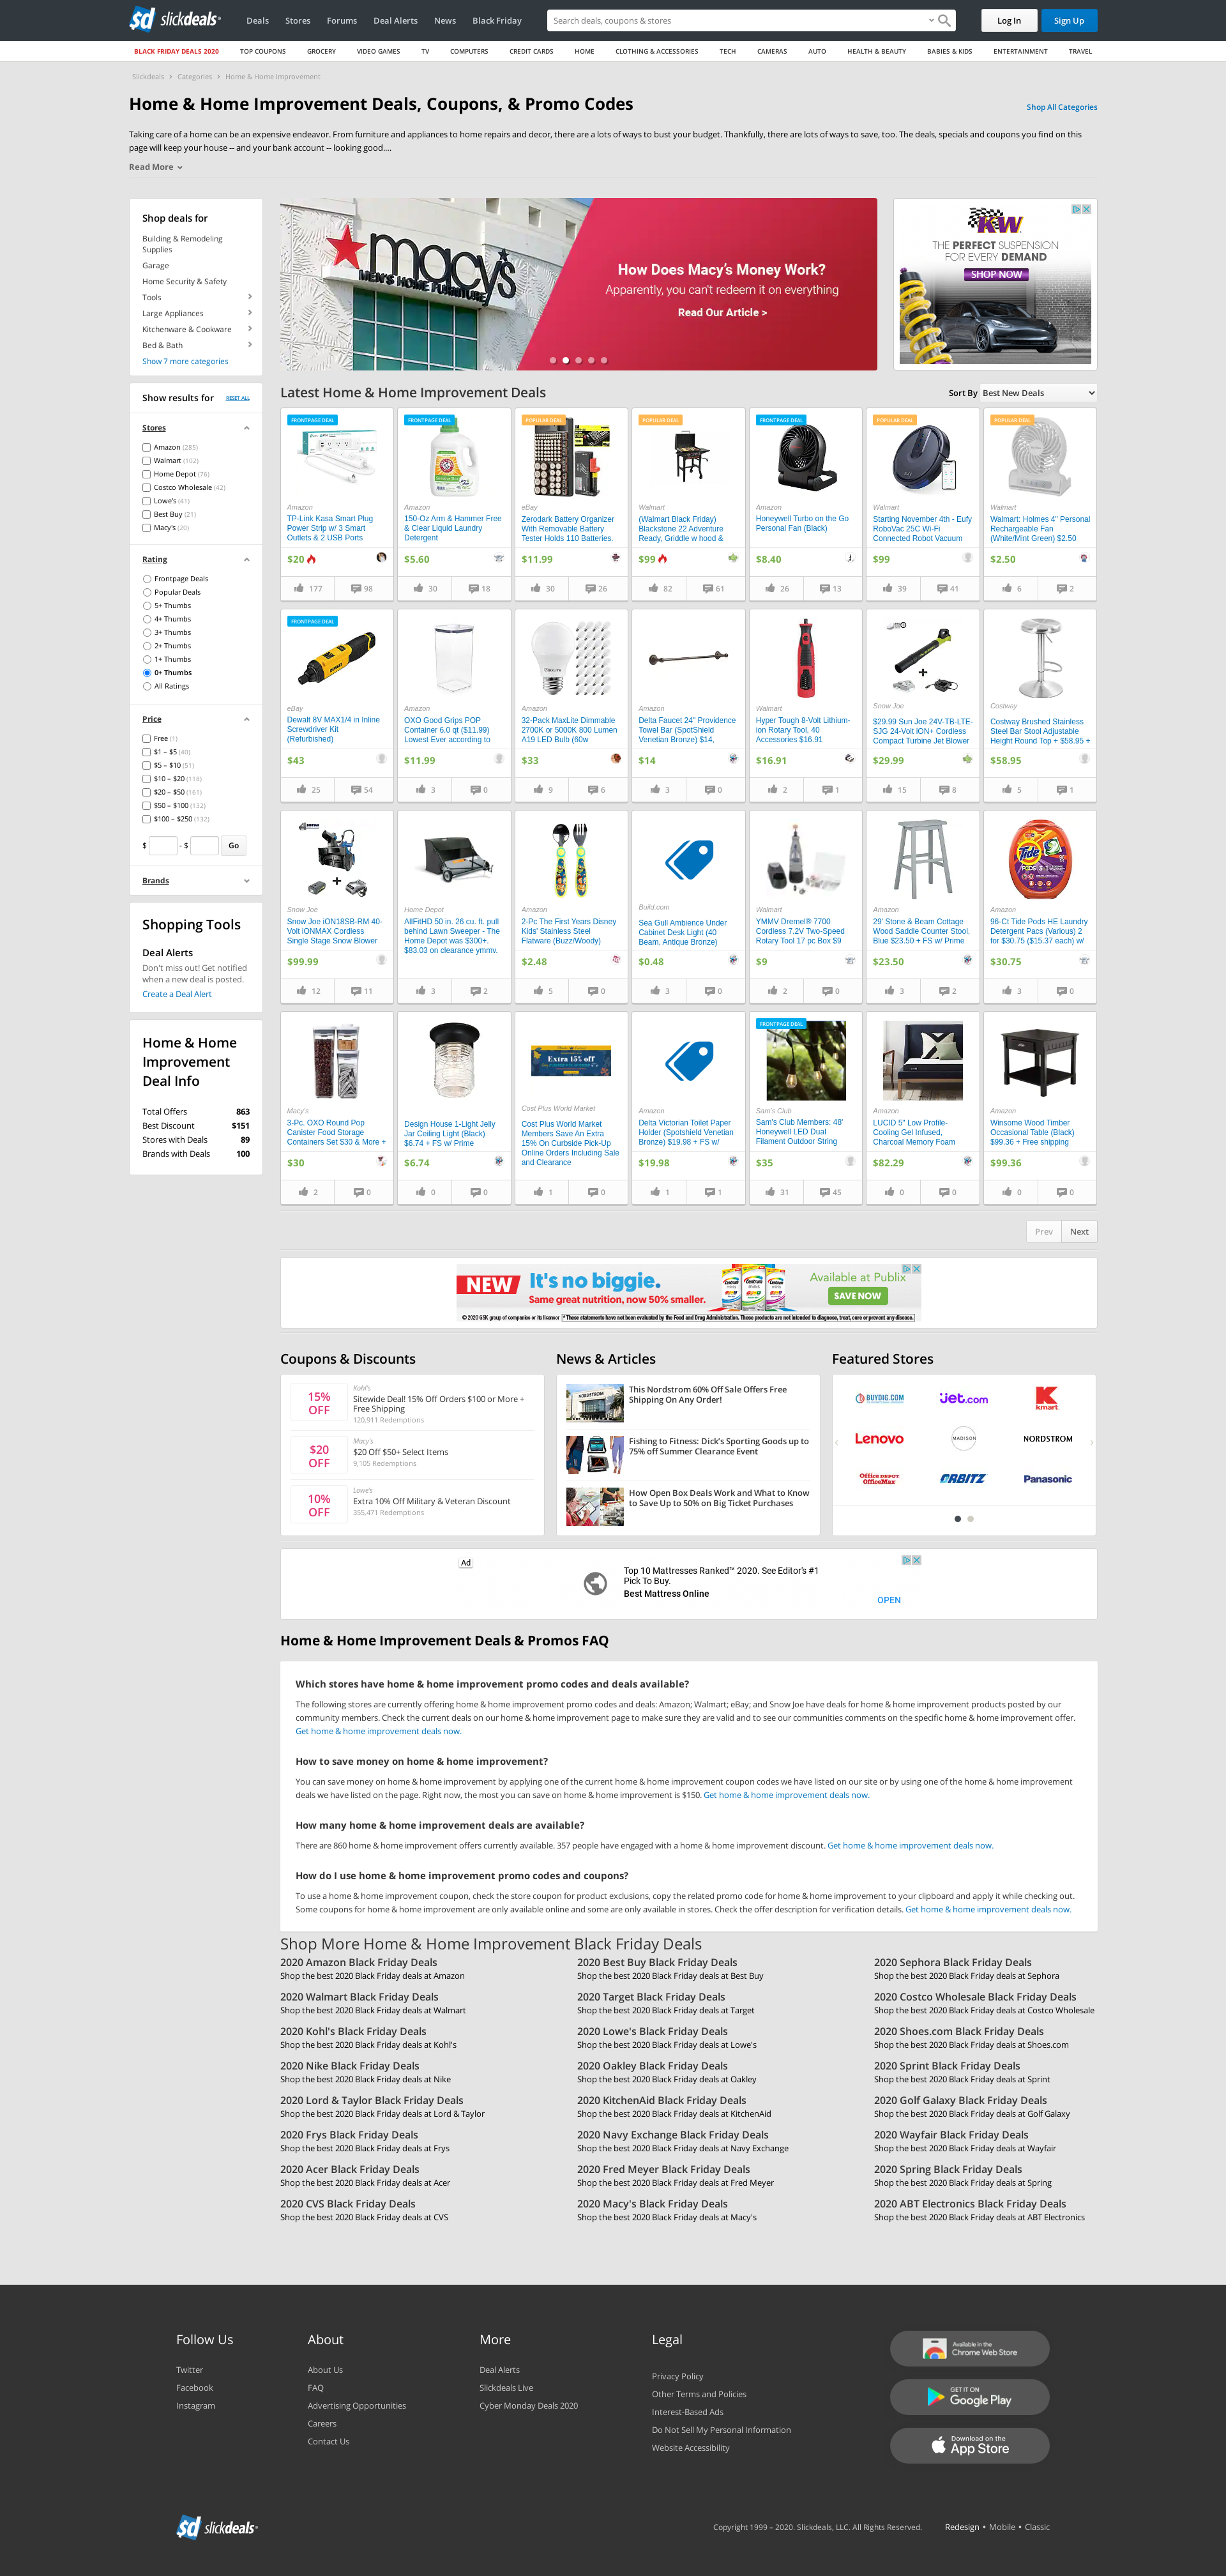 slickdeals
Deals
Stores
Forums
Deal Alerts
News
Black Friday
Search deals, coupons & stores
Log In
Sign Up
BLACK FRIDAY DEALS 2020
TOP COUPONS
GROCERY
VIDEO GAMES
TV
COMPUTERS
CREDIT CARDS
HOME
CLOTHING & ACCESSORIES
TECH
CAMERAS
AUTO
HEALTH & BEAUTY
BABIES & KIDS
ENTERTAINMENT
TRAVEL
Slickdeals › Categories › Home & Home Improvement
Home & Home Improvement Deals, Coupons, & Promo Codes
Shop All Categories
Taking care of a home can be an expensive endeavor. From furniture and appliances to home repairs and decor, there are a lots of ways to bust your budget. Thankfully, there are lots of ways to save, too. The deals, specials and coupons you find on this
page will keep your house -- and your bank account -- looking good....
Read More
Shop deals for
Building & Remodeling
Supplies
Garage
Home Security & Safety
Tools
Large Appliances
Kitchenware & Cookware
Bed & Bath
Show 7 more categories
macy's
MEN'S HOME FURNITURE
How Does Macy's Money Work?
Apparently, you can't redeem it on everything
Read Our Article >
KW
THE PERFECT SUSPENSION
FOR EVERY DEMAND
SHOP NOW
Show results for
RESET ALL
Stores
Amazon (285)
Walmart (102)
Home Depot (76)
Costco Wholesale (42)
Lowe's (41)
Best Buy (21)
Macy's (20)
Rating
Frontpage Deals
Popular Deals
5+ Thumbs
4+ Thumbs
3+ Thumbs
2+ Thumbs
1+ Thumbs
0+ Thumbs
All Ratings
Price
Free (1)
$1 – $5 (40)
$5 – $10 (51)
$10 – $20 (118)
$20 – $50 (161)
$50 – $100 (132)
$100 – $250 (132)
$ - $ Go
Brands
Shopping Tools
Deal Alerts
Don't miss out! Get notified
when a new deal is posted.
Create a Deal Alert
Home & Home
Improvement
Deal Info
Total Offers 863
Best Discount $151
Stores with Deals 89
Brands with Deals 100
Latest Home & Home Improvement Deals
Sort By Best New Deals
FRONTPAGE DEAL
Amazon
TP-Link Kasa Smart Plug
Power Strip w/ 3 Smart
Outlets & 2 USB Ports
$20
177 98
FRONTPAGE DEAL
Amazon
150-Oz Arm & Hammer Free
& Clear Liquid Laundry
Detergent
$5.60
30 18
POPULAR DEAL
eBay
Zerodark Battery Organizer
With Removable Battery
Tester Holds 110 Batteries.
$11.99
30 26
POPULAR DEAL
Walmart
(Walmart Black Friday)
Blackstone 22 Adventure
Ready, Griddle w hood &
$99
82 61
FRONTPAGE DEAL
Amazon
Honeywell Turbo on the Go
Personal Fan (Black)
$8.40
26 13
POPULAR DEAL
Walmart
Starting November 4th - Eufy
RoboVac 25C Wi-Fi
Connected Robot Vacuum
$99
39 41
POPULAR DEAL
Walmart
Walmart: Holmes 4" Personal
Rechargeable Fan
(White/Mint Green) $2.50
$2.50
6 2
FRONTPAGE DEAL
eBay
Dewalt 8V MAX1/4 in Inline
Screwdriver Kit
(Refurbished)
$43
25 54
Amazon
OXO Good Grips POP
Container 6.0 qt ($11.99)
Lowest Ever according to
$11.99
3 0
Amazon
32-Pack MaxLite Dimmable
2700K or 5000K 800 Lumen
A19 LED Bulb (60w
$33
9 6
Amazon
Delta Faucet 24" Providence
Towel Bar (SpotShield
Venetian Bronze) $14,
$14
3 0
Walmart
Hyper Tough 8-Volt Lithium-
ion Rotary Tool, 40
Accessories $16.91
$16.91
2 1
Snow Joe
$29.99 Sun Joe 24V-TB-LTE-
SJG 24-Volt iON+ Cordless
Compact Turbine Jet Blower
$29.99
15 8
Costway
Costway Brushed Stainless
Steel Bar Stool Adjustable
Height Round Top + $58.95 +
$58.95
5 1
Snow Joe
Snow Joe iON18SB-RM 40-
Volt iONMAX Cordless
Single Stage Snow Blower
$99.99
12 11
Home Depot
AllFitHD 50 in. 26 cu. ft. pull
behind Lawn Sweeper - The
Home Depot was $300+.
$83.03 on clearance ymmv.
3 2
Amazon
2-Pc The First Years Disney
Kids' Stainless Steel
Flatware (Buzz/Woody)
$2.48
5 0
Build.com
Sea Gull Ambience Under
Cabinet Desk Light (40
Beam, Antique Bronze)
$0.48
3 0
Walmart
YMMV Dremel® 7700
Cordless 7.2V Two-Speed
Rotary Tool 17 pc Box $9
$9
2 0
Amazon
29' Stone & Beam Cottage
Wood Saddle Counter Stool,
Blue $23.50 + FS w/ Prime
$23.50
3 2
Tide
Amazon
96-Ct Tide Pods HE Laundry
Detergent Pacs (Various) 2
for $30.75 ($15.37 each) w/
$30.75
3 0
Macy's
3-Pc. OXO Round Pop
Canister Food Storage
Containers Set $30 & More +
$30
2 0
Design House 1-Light Jelly
Jar Ceiling Light (Black)
$6.74 + FS w/ Prime
$6.74
0 0
Extra 15% off
Cost Plus World Market
Cost Plus World Market
Members Save An Extra
15% On Curbside Pick-Up
Online Orders Including Sale
and Clearance
1 0
Amazon
Delta Victorian Toilet Paper
Holder (Spotshield Venetian
Bronze) $19.98 + FS w/
$19.98
1 1
FRONTPAGE DEAL
Sam's Club
Sam's Club Members: 48'
Honeywell LED Dual
Filament Outdoor String
$35
31 45
Amazon
LUCID 5" Low Profile-
Cooling Gel Infused,
Charcoal Memory Foam
$82.29
0 0
Amazon
Winsome Wood Timber
Occasional Table (Black)
$99.36 + Free shipping
$99.36
0 0
Prev
Next
NEW It's no biggie.
Same great nutrition, now 50% smaller.
Centrum
Available at Publix
SAVE NOW
© 2020 GSK group of companies or its licensor * These statements have not been evaluated by the Food and Drug Administration. These products are not intended to diagnose, treat, cure or prevent any disease.
Coupons & Discounts
15%
OFF
Kohl's
Sitewide Deal! 15% Off Orders $100 or More +
Free Shipping
120,911 Redemptions
$20
OFF
Macy's
$20 Off $50+ Select Items
9,105 Redemptions
10%
OFF
Lowe's
Extra 10% Off Military & Veteran Discount
355,471 Redemptions
News & Articles
NORDSTROM
This Nordstrom 60% Off Sale Offers Free
Shipping On Any Order!
Fishing to Fitness: Dick's Sporting Goods up to
75% off Summer Clearance Event
How Open Box Deals Work and What to Know
to Save Up to 50% on Big Ticket Purchases
Featured Stores
BUYDIG.COM
Jet.com
Kmart
Lenovo
MADISON
NORDSTROM
Office DEPOT
OfficeMax
ORBITZ
Panasonic
Ad
Top 10 Mattresses Ranked™ 2020. See Editor's #1
Pick To Buy.
Best Mattress Online
OPEN
Home & Home Improvement Deals & Promos FAQ
Which stores have home & home improvement promo codes and deals available?
The following stores are currently offering home & home improvement promo codes and deals: Amazon; Walmart; eBay; and Snow Joe have deals for home & home improvement products posted by our
community members. Check the current deals on our home & home improvement page to make sure they are valid and to see our communities comments on the specific home & home improvement offer.
Get home & home improvement deals now.
How to save money on home & home improvement?
You can save money on home & home improvement by applying one of the current home & home improvement coupon codes we have listed on our site or by using one of the home & home improvement
deals we have listed on the page. Right now, the most you can save on home & home improvement is $150. Get home & home improvement deals now.
How many home & home improvement deals are available?
There are 860 home & home improvement offers currently available. 357 people have engaged with a home & home improvement discount. Get home & home improvement deals now.
How do I use home & home improvement promo codes and coupons?
To use a home & home improvement coupon, check the store coupon for product exclusions, copy the related promo code for home & home improvement to your clipboard and apply it while checking out.
Some coupons for home & home improvement are only available online and some are only available in stores. Check the offer description for verification details. Get home & home improvement deals now.
Shop More Home & Home Improvement Black Friday Deals
2020 Amazon Black Friday Deals
Shop the best 2020 Black Friday deals at Amazon
2020 Best Buy Black Friday Deals
Shop the best 2020 Black Friday deals at Best Buy
2020 Sephora Black Friday Deals
Shop the best 2020 Black Friday deals at Sephora
2020 Walmart Black Friday Deals
Shop the best 2020 Black Friday deals at Walmart
2020 Target Black Friday Deals
Shop the best 2020 Black Friday deals at Target
2020 Costco Wholesale Black Friday Deals
Shop the best 2020 Black Friday deals at Costco Wholesale
2020 Kohl's Black Friday Deals
Shop the best 2020 Black Friday deals at Kohl's
2020 Lowe's Black Friday Deals
Shop the best 2020 Black Friday deals at Lowe's
2020 Shoes.com Black Friday Deals
Shop the best 2020 Black Friday deals at Shoes.com
2020 Nike Black Friday Deals
Shop the best 2020 Black Friday deals at Nike
2020 Oakley Black Friday Deals
Shop the best 2020 Black Friday deals at Oakley
2020 Sprint Black Friday Deals
Shop the best 2020 Black Friday deals at Sprint
2020 Lord & Taylor Black Friday Deals
Shop the best 2020 Black Friday deals at Lord & Taylor
2020 KitchenAid Black Friday Deals
Shop the best 2020 Black Friday deals at KitchenAid
2020 Golf Galaxy Black Friday Deals
Shop the best 2020 Black Friday deals at Golf Galaxy
2020 Frys Black Friday Deals
Shop the best 2020 Black Friday deals at Frys
2020 Navy Exchange Black Friday Deals
Shop the best 2020 Black Friday deals at Navy Exchange
2020 Wayfair Black Friday Deals
Shop the best 2020 Black Friday deals at Wayfair
2020 Acer Black Friday Deals
Shop the best 2020 Black Friday deals at Acer
2020 Fred Meyer Black Friday Deals
Shop the best 2020 Black Friday deals at Fred Meyer
2020 Spring Black Friday Deals
Shop the best 2020 Black Friday deals at Spring
2020 CVS Black Friday Deals
Shop the best 2020 Black Friday deals at CVS
2020 Macy's Black Friday Deals
Shop the best 2020 Black Friday deals at Macy's
2020 ABT Electronics Black Friday Deals
Shop the best 2020 Black Friday deals at ABT Electronics
Follow Us
Twitter
Facebook
Instagram
About
About Us
FAQ
Advertising Opportunities
Careers
Contact Us
More
Deal Alerts
Slickdeals Live
Cyber Monday Deals 2020
Legal
Privacy Policy
Other Terms and Policies
Interest-Based Ads
Do Not Sell My Personal Information
Website Accessibility
Available in the
Chrome Web Store
GET IT ON
Google Play
Download on the
App Store
slickdeals
Copyright 1999 – 2020. Slickdeals, LLC. All Rights Reserved.
Redesign • Mobile • Classic